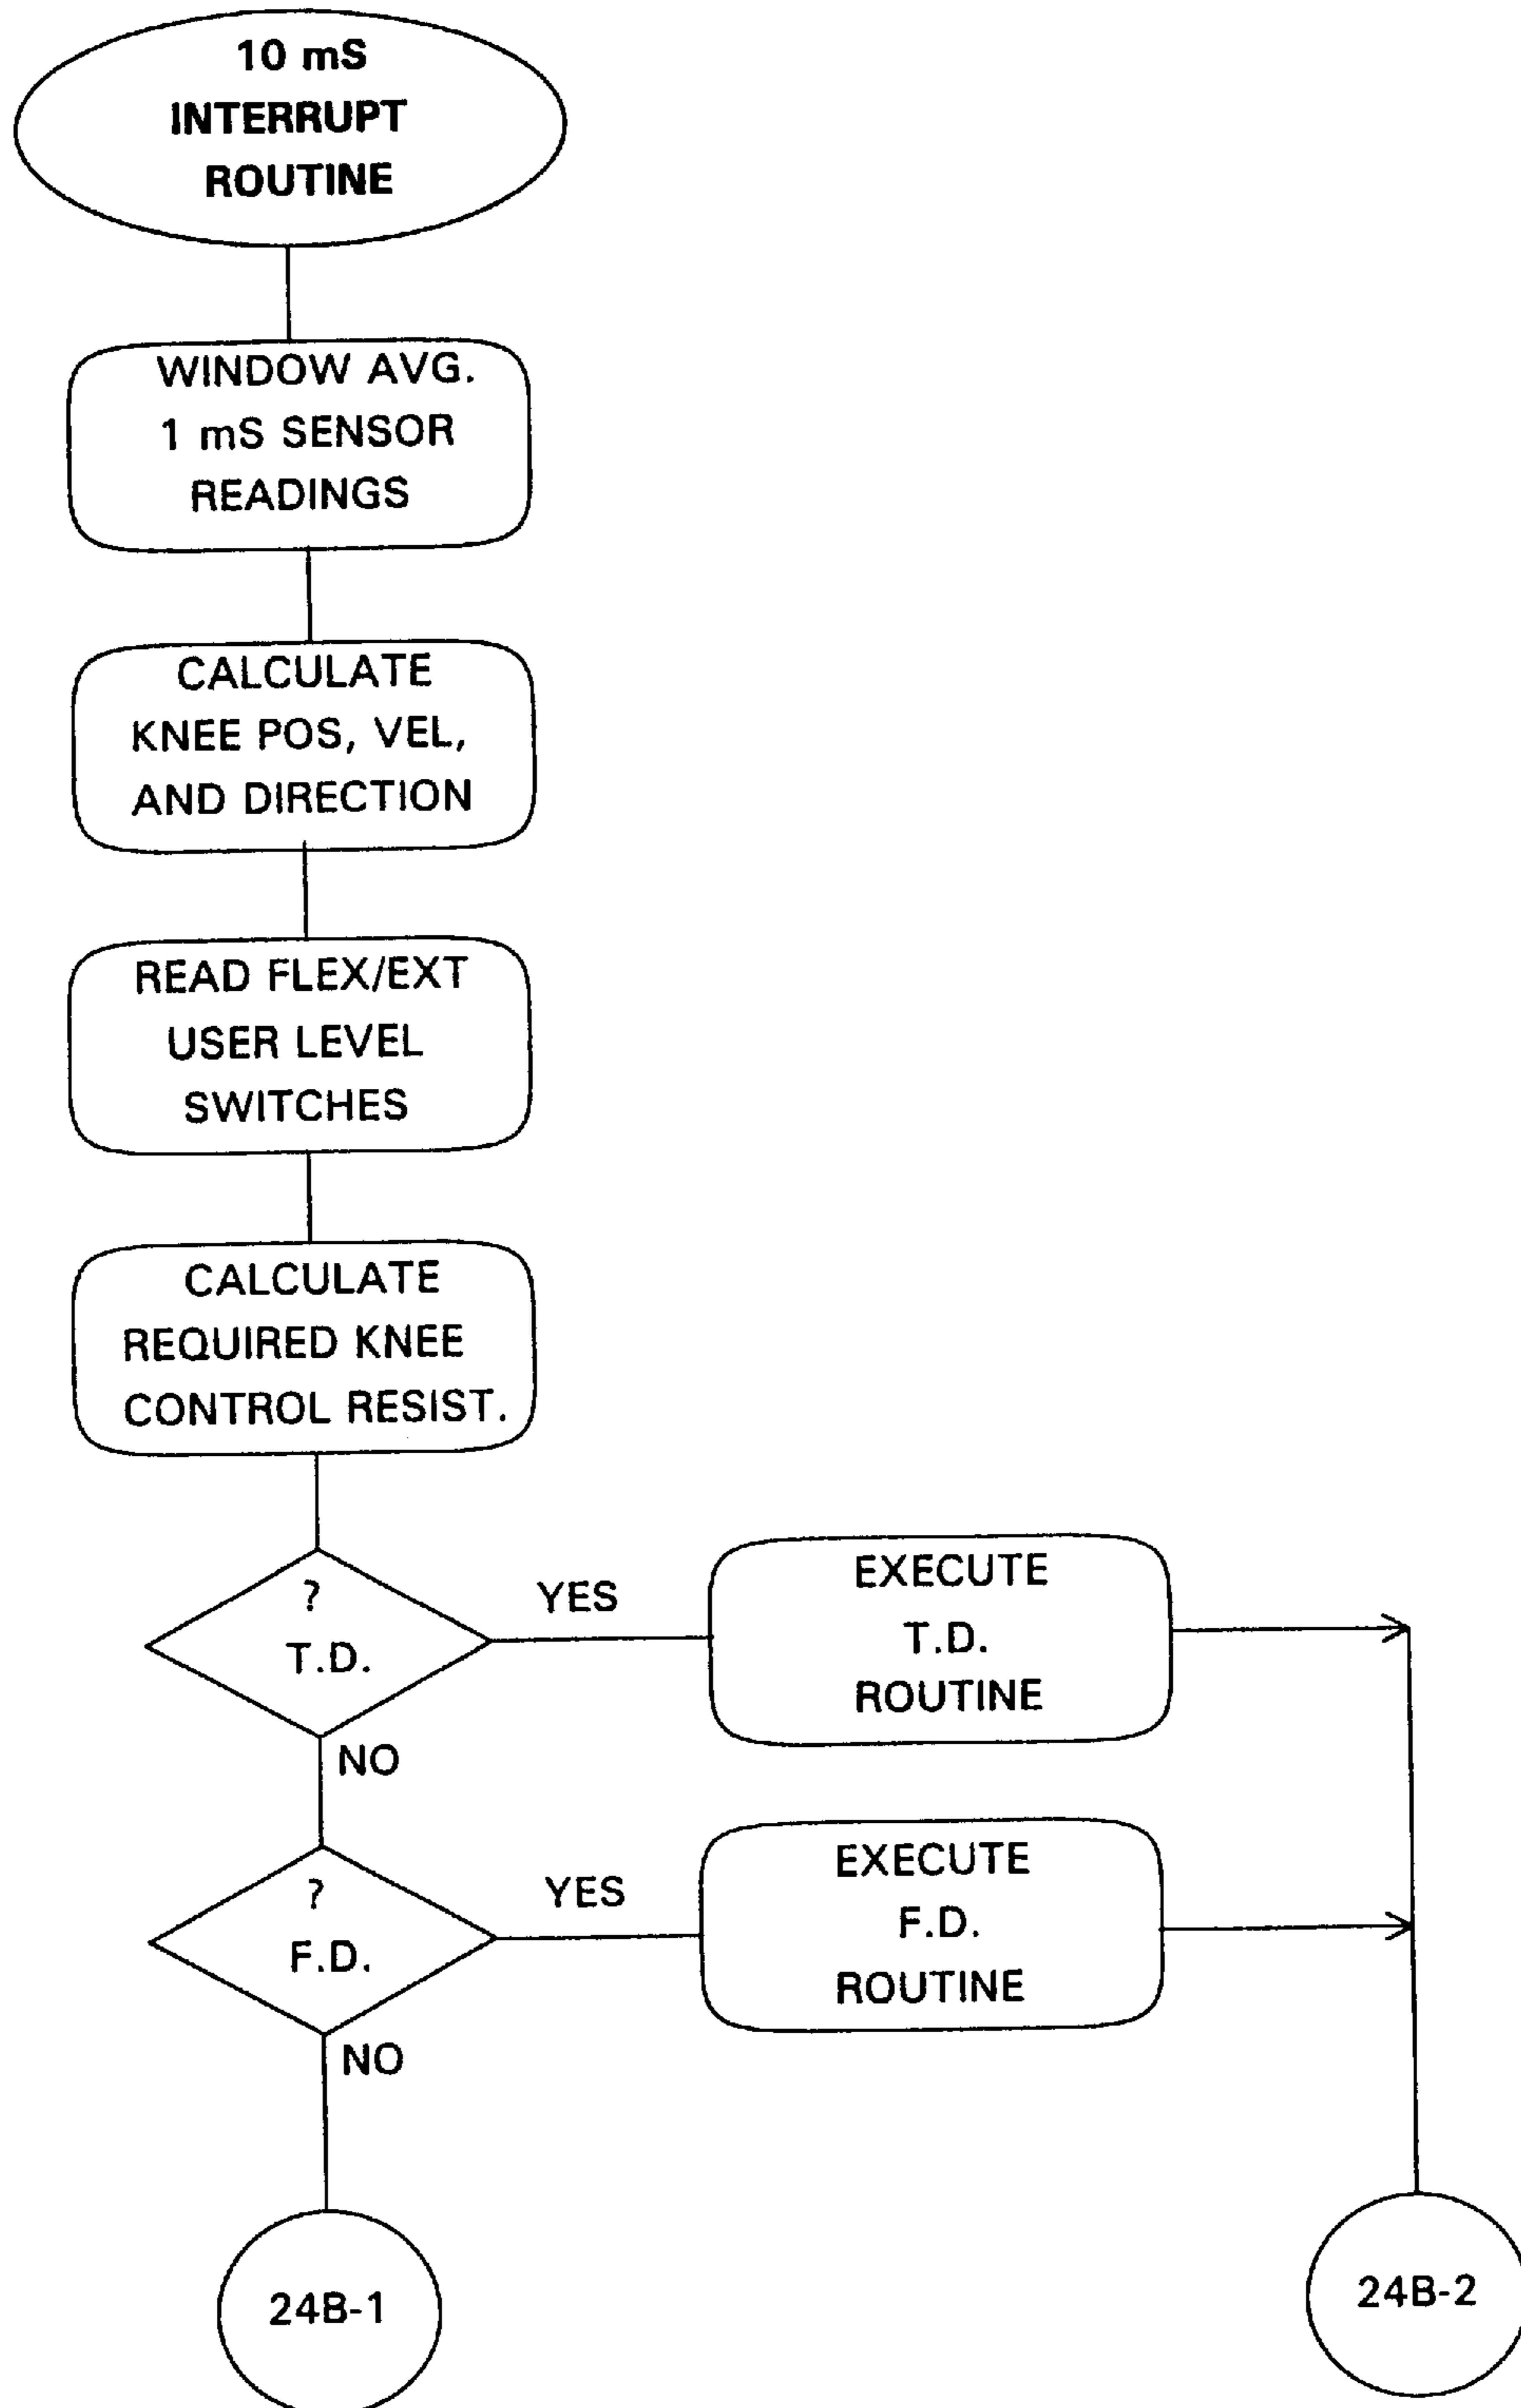 10 mS
INTERRUPT
ROUTINE
WINDOW AVG.
1 mS SENSOR
READINGS
CALCULATE
KNEE POS, VEL,
AND DIRECTION
READ FLEX/EXT
USER LEVEL
SWITCHES
CALCULATE
REQUIRED KNEE
CONTROL RESIST.
?
T.D.
YES
EXECUTE
T.D.
ROUTINE
NO
?
F.D.
YES
EXECUTE
F.D.
ROUTINE
NO
24B-1
24B-2